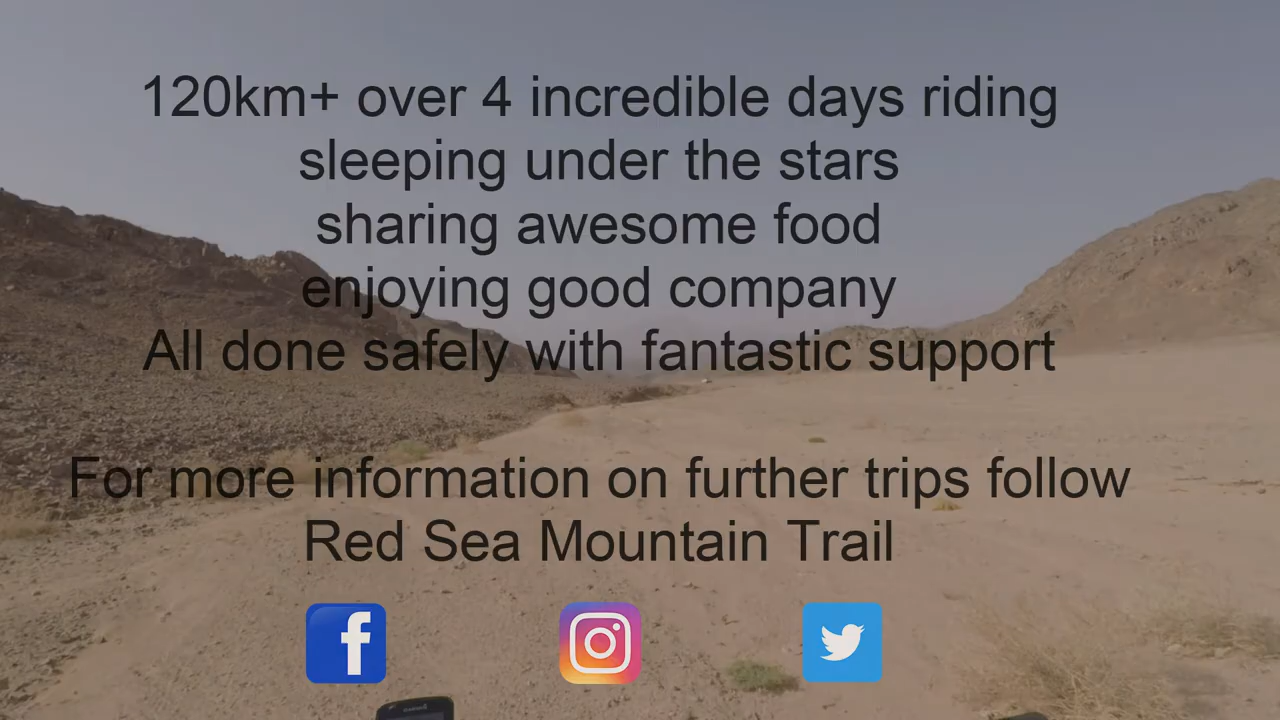 120km+ over 4 incredible days riding
sleeping under the stars
sharing awesome food
enjoying good company
All done safely with fantastic support
For more information on further trips follow
Red Sea Mountain Trail